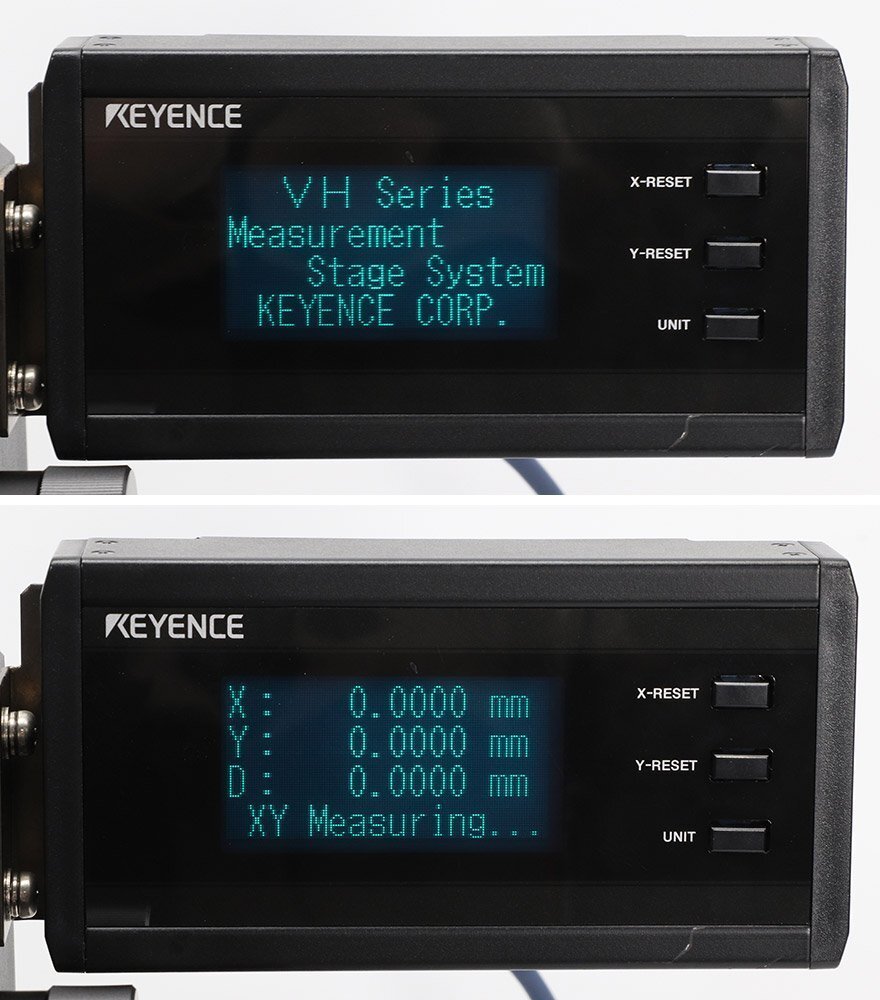 KEYENCE
VH Series
Measurement
Stage System
KEYENCE CORP.
X-RESET
Y-RESET
UNIT
KEYENCE
X: 0.0000 mm
Y: 0.0000 mm
D: 0.0000 mm
XY Measuring...
X-RESET
Y-RESET
UNIT